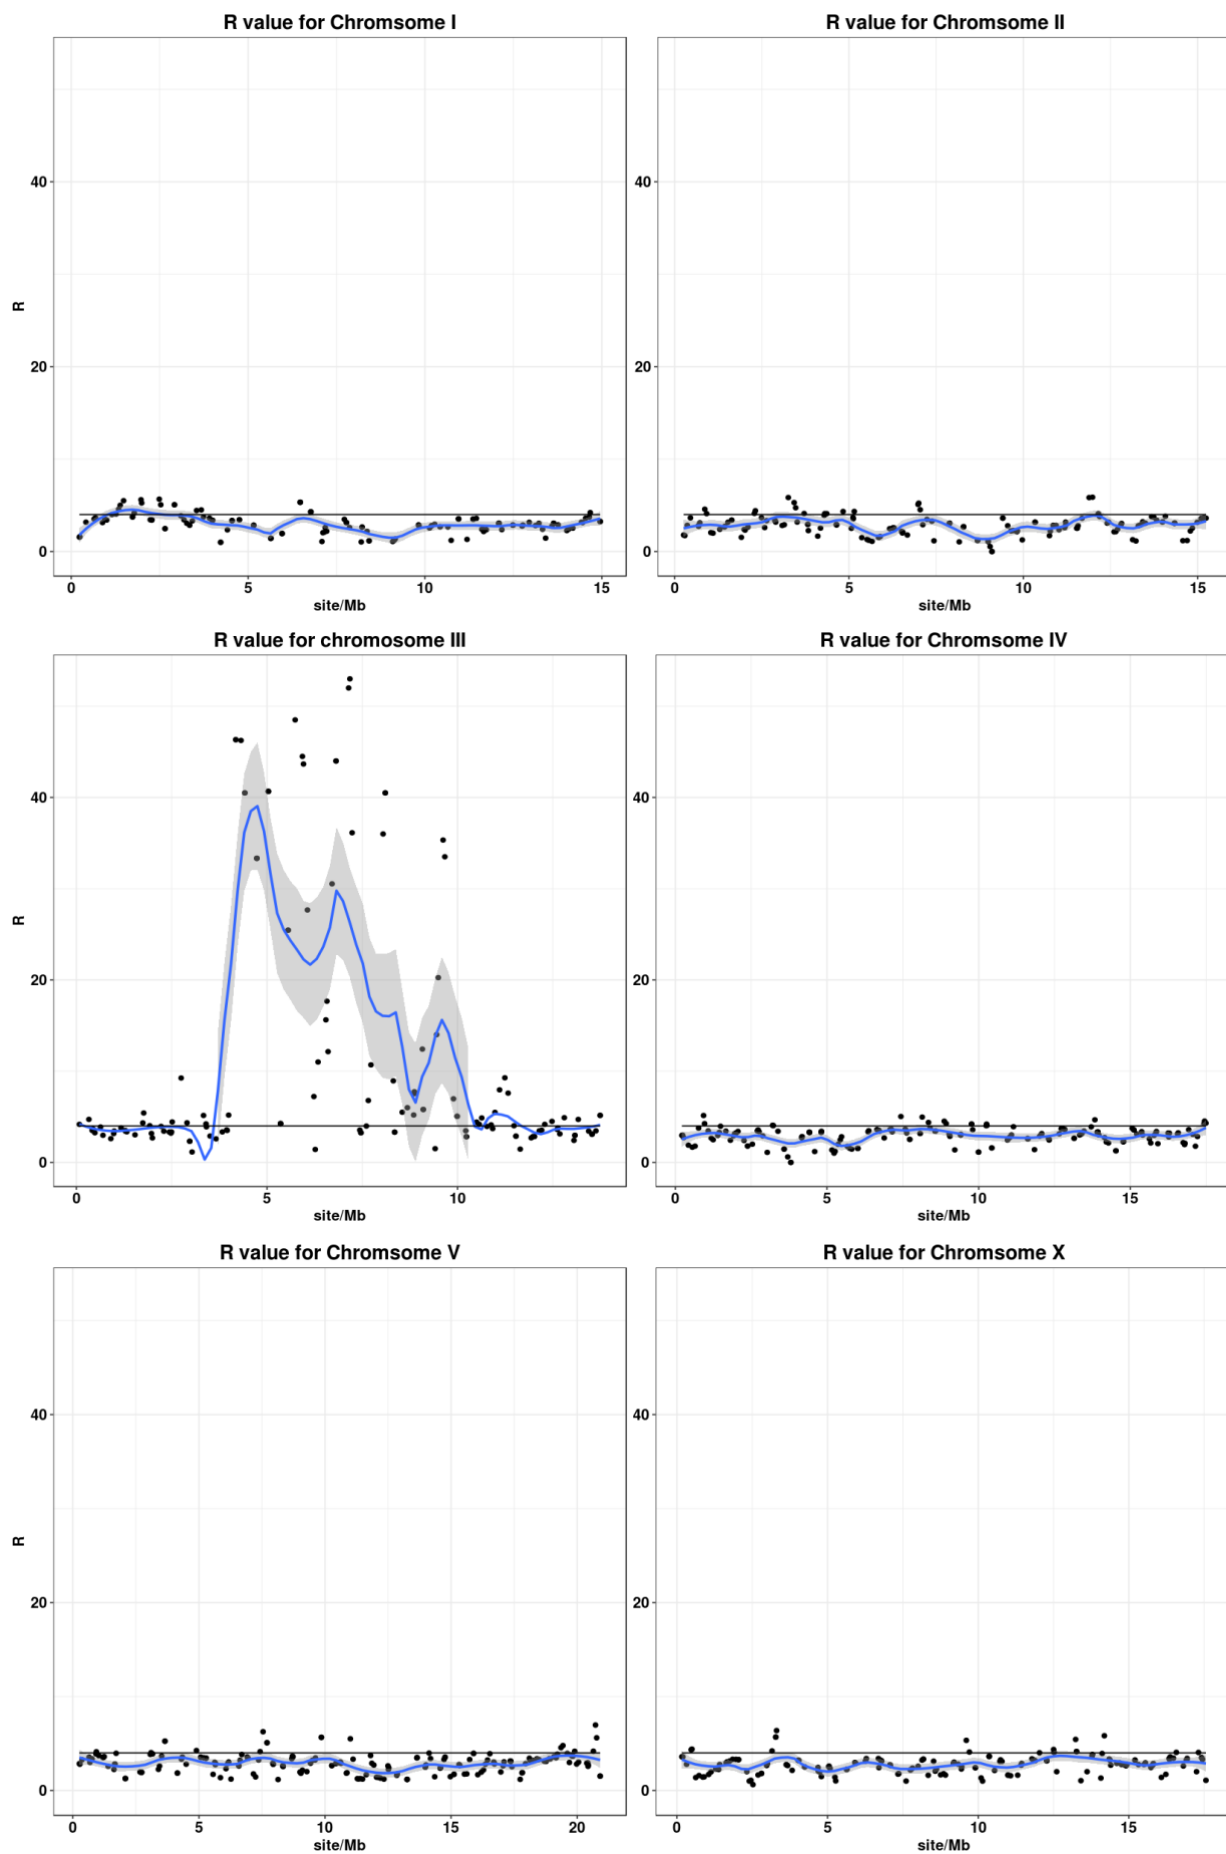 R value for Chromsome I
R value for Chromsome II
40
20
0
R
0 5 10 15
site/Mb
40
20
0
0 5 10 15
site/Mb
R value for chromosome III
R value for Chromsome IV
40
20
0
R
0 5 10
site/Mb
40
20
0
0 5 10 15
site/Mb
R value for Chromsome V
R value for Chromsome X
40
20
0
R
0 5 10 15 20
site/Mb
40
20
0
0 5 10 15
site/Mb